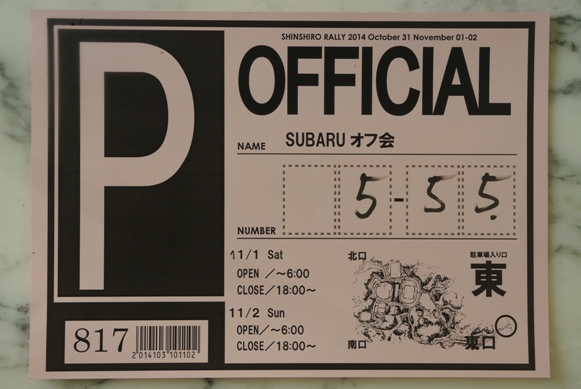 SHINSHIRO RALLY 2014 October 31 November 01-02
P
OFFICIAL
NAME SUBARU オフ会
NUMBER 5-55
11/1 Sat
OPEN /～6:00
CLOSE/18:00～
11/2 Sun
OPEN/～6:00
CLOSE/18:00～
北口
駐車場入り口
東
南口
東口
817
2014103101102